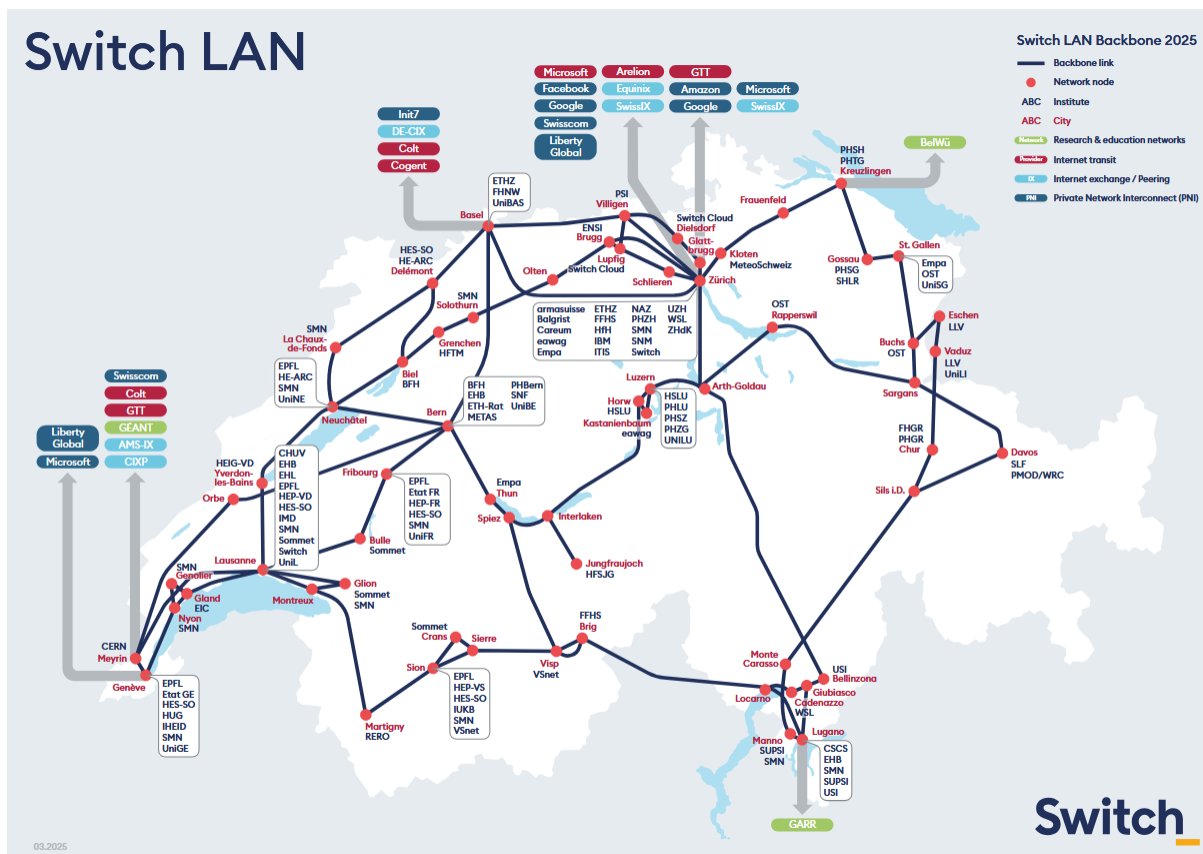 Switch LAN
Switch LAN Backbone 2025
Backbone link
Network node
ABC Institute
ABC City
Network Research & education networks
Provider Internet transit
IX Internet exchange / Peering
PNI Private Network Interconnect (PNI)
Microsoft
Facebook
Google
Swisscom
Liberty
Global
Arelion
Equinix
SwissIX
GTT
Amazon
Google
Microsoft
SwissIX
Init7
DE-CIX
Colt
Cogent
BelWü
PHSH
PHTG
Kreuzlingen
ETHZ
FHNW
UniBAS
Basel
PSI
Villigen
Frauenfeld
Switch Cloud
Dielsdorf
Glatt-
brugg
ENSI
Brugg
Lupfig
Switch Cloud
Kloten
MeteoSchweiz
St. Gallen
Empa
OST
UniSG
Gossau
PHSG
SHLR
HES-SO
HE-ARC
Delémont
Olten
Schlieren
Zürich
SMN
Solothurn
armasuisse ETHZ NAZ UZH
Balgrist FFHS PHZH WSL
Careum HfH SMN ZHdK
eawag IBM SNM
Empa ITIS Switch
OST
Rapperswil
Eschen
LLV
SMN
La Chaux-
de-Fonds
Grenchen
HFTM
Buchs
OST
Vaduz
LLV
UniLI
EPFL
HE-ARC
SMN
UniNE
Neuchâtel
Biel
BFH
Swisscom
Colt
GTT
GÉANT
AMS-IX
CIXP
Liberty
Global
Microsoft
BFH PHBern
EHB SNF
ETH-Rat UniBE
METAS
Bern
Luzern
Horw
HSLU
Kastanienbaum
eawag
HSLU
PHLU
PHSZ
PHZG
UNILU
Arth-Goldau
Sargans
FHGR
PHGR
Chur
Davos
SLF
PMOD/WRC
Sils i.D.
HEIG-VD
Yverdon-
les-Bains
Orbe
CHUV
EHB
EHL
EPFL
HEP-VD
HES-SO
IMD
SMN
Sommet
Switch
UniL
Lausanne
Fribourg
EPFL
Etat FR
HEP-FR
HES-SO
SMN
UniFR
Empa
Thun
Spiez
Interlaken
Bulle
Sommet
Jungfraujoch
HFSJG
SMN
Genolier
Gland
EIC
Nyon
SMN
Montreux
Glion
Sommet
SMN
CERN
Meyrin
Genève
EPFL
Etat GE
HES-SO
HUG
IHEID
SMN
UniGE
Sommet
Crans
Sierre
Sion
EPFL
HEP-VS
HES-SO
IUKB
SMN
VSnet
Martigny
RERO
FFHS
Brig
Visp
VSnet
Monte
Carasso
USI
Bellinzona
Giubiasco
Cadenazzo
WSL
Locarno
Lugano
Manno
SUPSI
SMN
CSCS
EHB
SMN
SUPSI
USI
GARR
Switch
03.2025